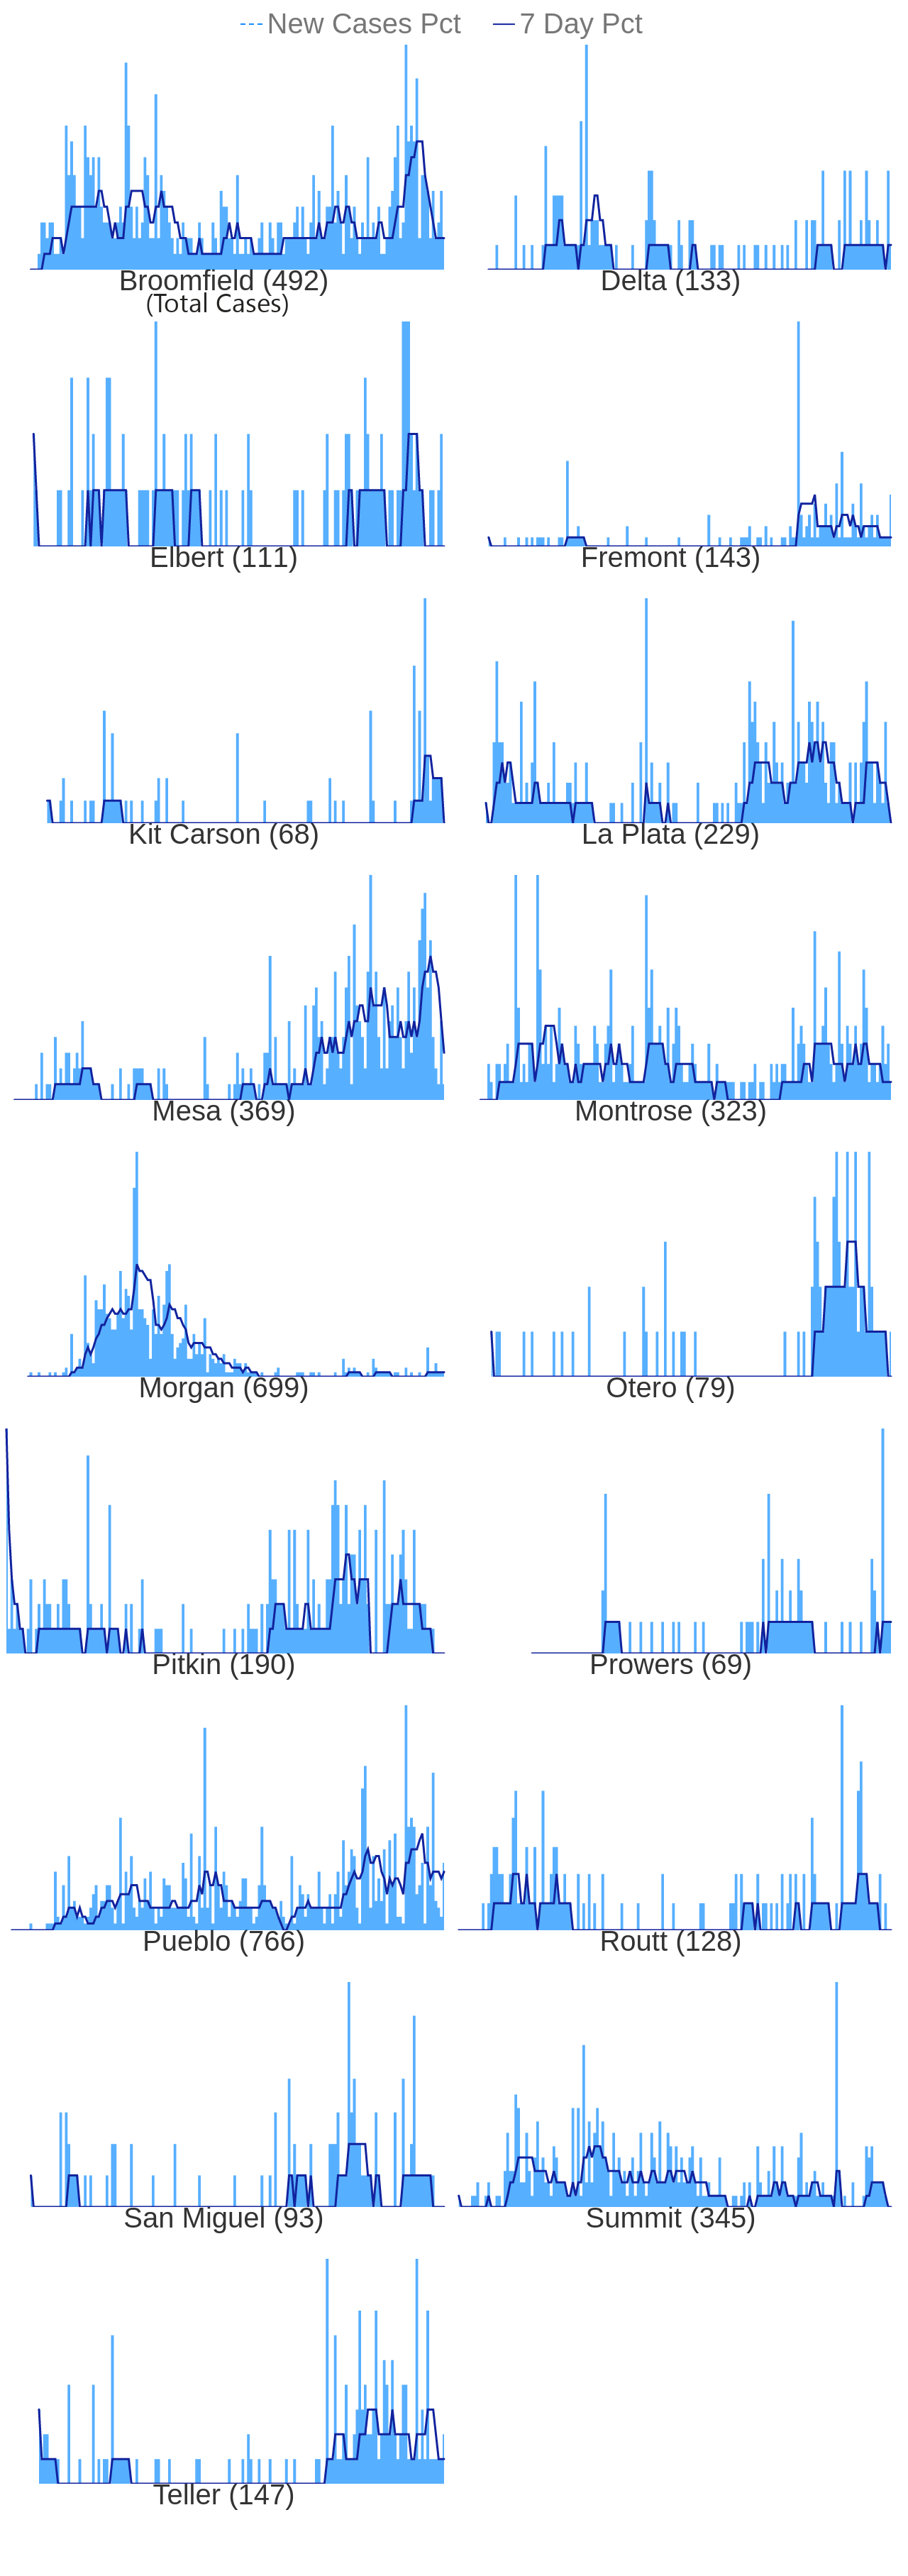 New Cases Pct 7 Day Pct
Broomfield (492) Delta (133)
(Total Cases)
Elbert (111) Fremont (143)
Kit Carson (68) La Plata (229)
Mesa (369) Montrose (323)
Morgan (699) Otero (79)
Pitkin (190) Prowers (69)
Pueblo (766) Routt (128)
San Miguel (93) Summit (345)
Teller (147)